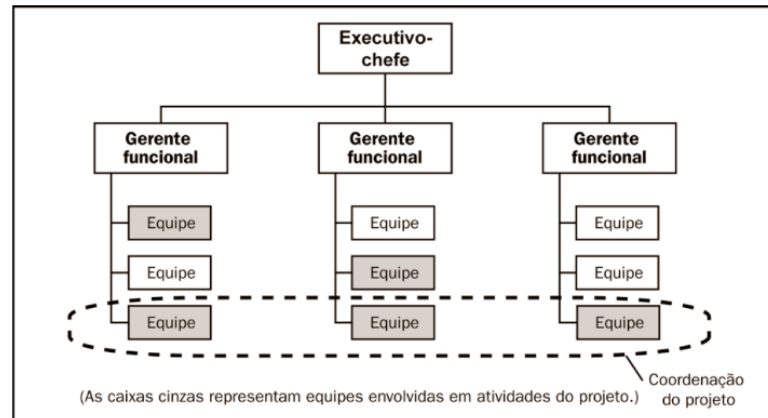 Executivo-
chefe
Gerente
funcional
Gerente
funcional
Gerente
funcional
Equipe
Equipe
Equipe
Equipe
Equipe
Equipe
Equipe
Equipe
Equipe
(As caixas cinzas representam equipes envolvidas em atividades do projeto.)
Coordenação
do projeto